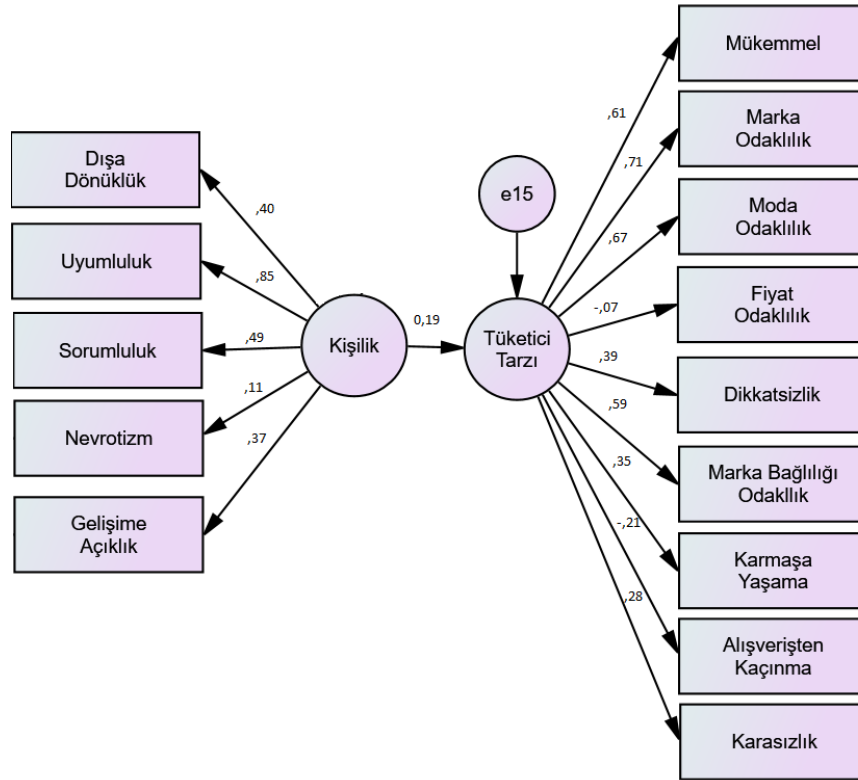 Dışa
Dönüklük
Uyumluluk
Sorumluluk
Nevrotizm
Gelişime
Açıklık
,40
,85
,49
,11
,37
Kişilik
0,19
e15
Tüketici
Tarzı
,61
,71
,67
-,07
,39
,59
,35
-,21
,28
Mükemmel
Marka
Odaklılık
Moda
Odaklılık
Fiyat
Odaklılık
Dikkatsizlik
Marka Bağlılığı
Odakllık
Karmaşa
Yaşama
Alışverişten
Kaçınma
Karasızlık